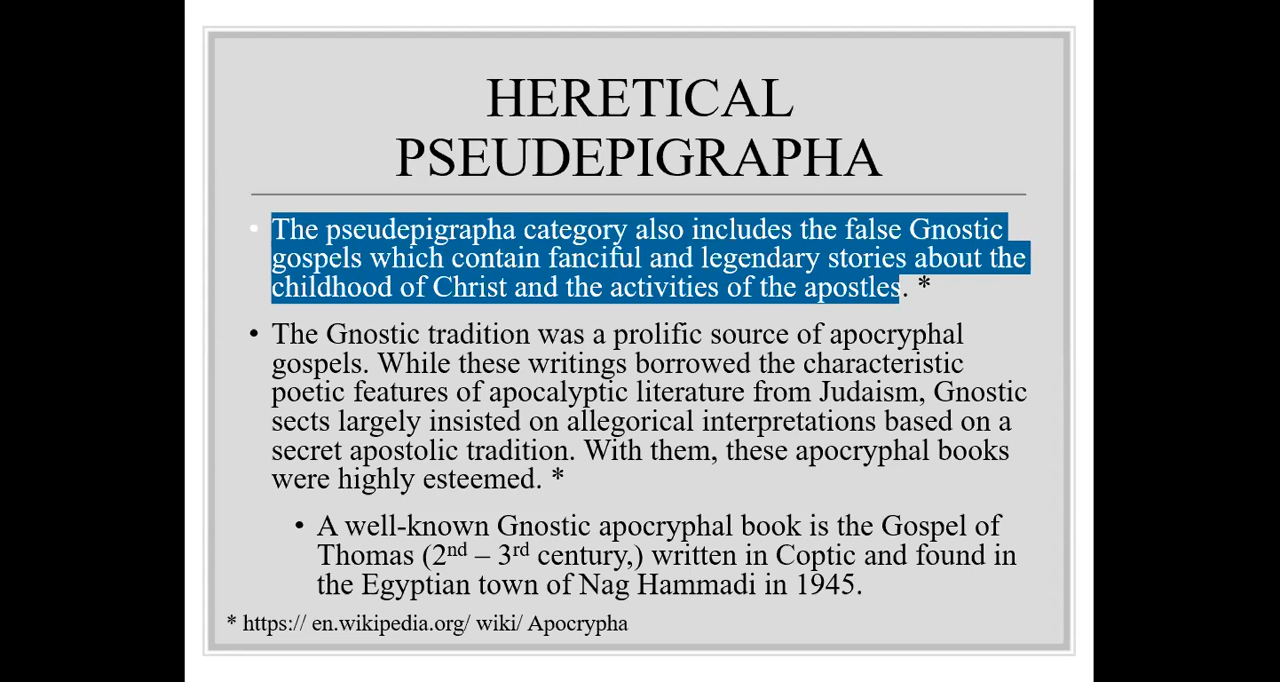 HERETICAL
PSEUDEPIGRAPHA
• The pseudepigrapha category also includes the false Gnostic
gospels which contain fanciful and legendary stories about the
childhood of Christ and the activities of the apostles. *
• The Gnostic tradition was a prolific source of apocryphal
gospels. While these writings borrowed the characteristic
poetic features of apocalyptic literature from Judaism, Gnostic
sects largely insisted on allegorical interpretations based on a
secret apostolic tradition. With them, these apocryphal books
were highly esteemed. *
• A well-known Gnostic apocryphal book is the Gospel of
Thomas (2nd – 3rd century,) written in Coptic and found in
the Egyptian town of Nag Hammadi in 1945.
* https:// en.wikipedia.org/ wiki/ Apocrypha